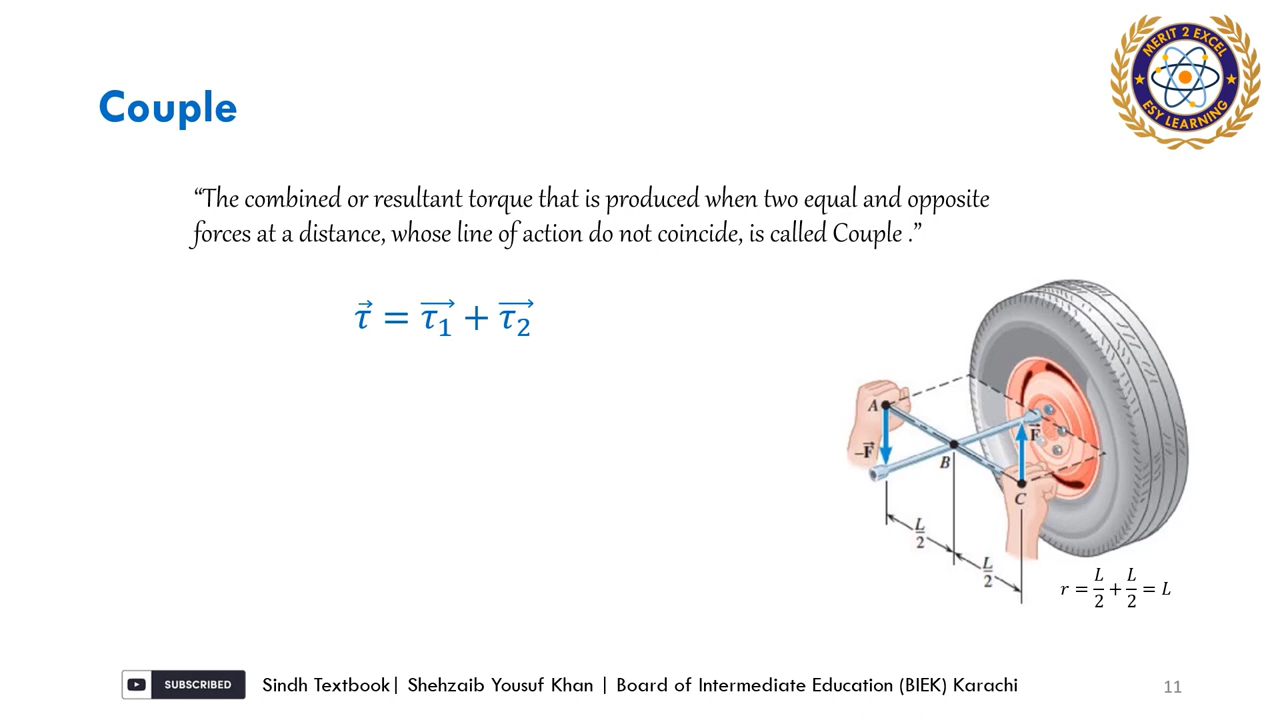 MERIT 2 EXCEL
ESY LEARNING
Couple
“The combined or resultant torque that is produced when two equal and opposite
forces at a distance, whose line of action do not coincide, is called Couple .”
τ⃗ = τ₁⃗ + τ₂⃗
A
−F⃗
B
F⃗
C
L/2
L/2
r = L/2 + L/2 = L
SUBSCRIBED
Sindh Textbook| Shehzaib Yousuf Khan | Board of Intermediate Education (BIEK) Karachi
11